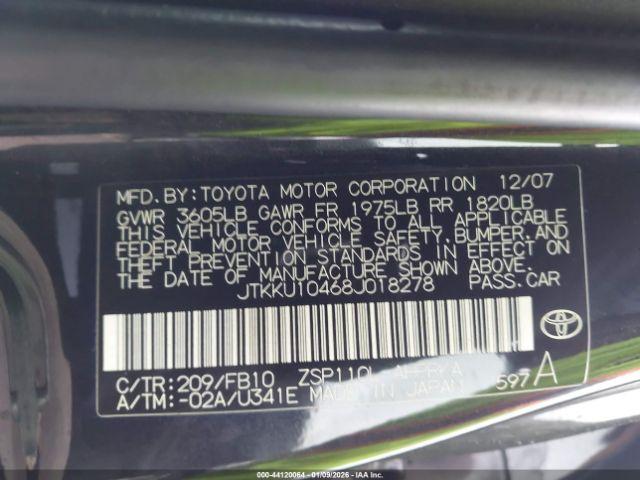 MFD. BY: TOYOTA MOTOR CORPORATION 12/07
GVWR 3605LB GAWR FR 1975LB RR 1820LB
THIS VEHICLE CONFORMS TO ALL APPLICABLE
FEDERAL MOTOR VEHICLE SAFETY, BUMPER, AND
THEFT PREVENTION STANDARDS IN EFFECT ON
THE DATE OF MANUFACTURE SHOWN ABOVE.
JTKKU10468J018278 PASS. CAR
C/TR: 209/FB10 ZSP110L
A/TM: -02A/U341E MADE IN JAPAN 597 A
000-44120064 | 01/09/2026 - IAA HOLDINGS, LLC